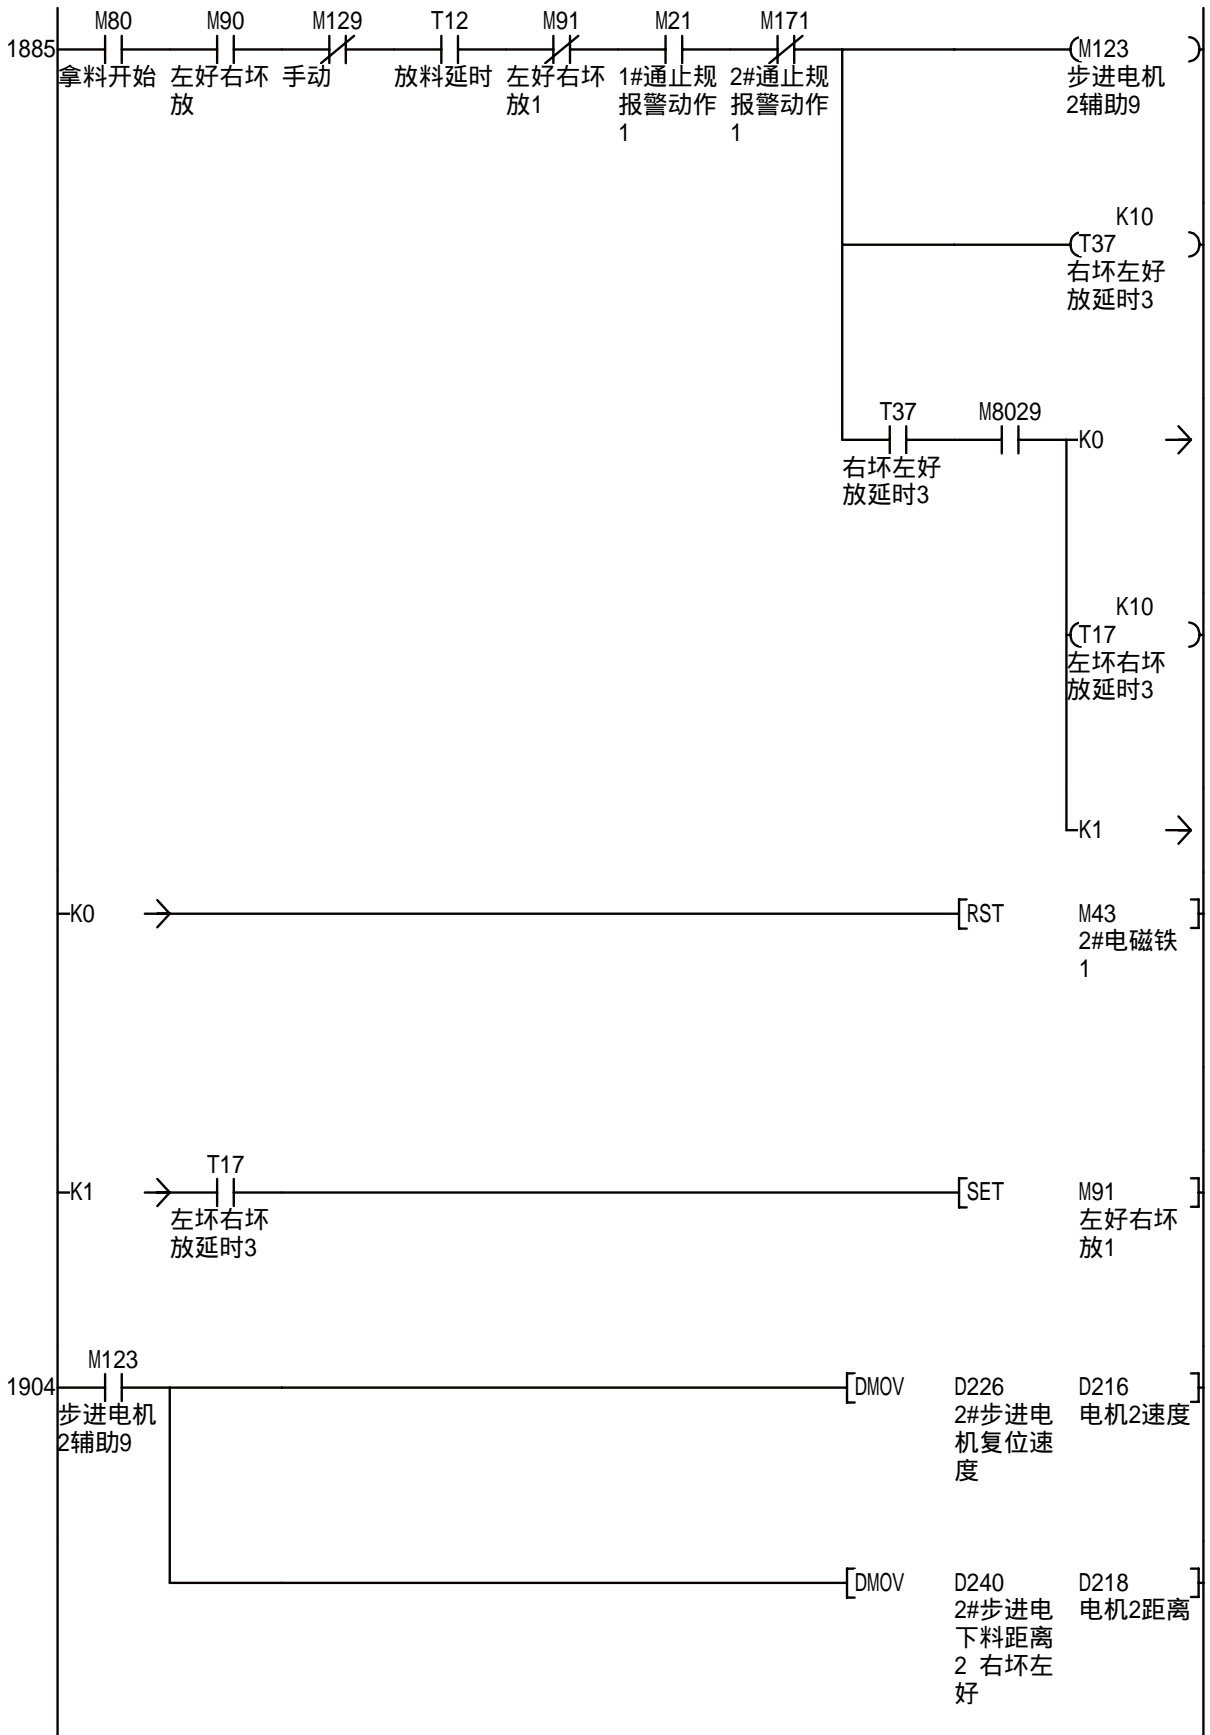 M80 M90 M129 T12 M91 M21 M171
1885 (M123 )
拿料开始 左好右坏 手动 放料延时 左好右坏 1#通止规 2#通止规 步进电机
放 放1 报警动作 报警动作 2辅助9
1 1
K10
(T37 )
右坏左好
放延时3
T37 M8029
K0
右坏左好
放延时3
K10
(T17 )
左坏右坏
放延时3
K1
K0 [RST M43 ]
2#电磁铁
1
T17
K1 [SET M91 ]
左坏右坏 左好右坏
放延时3 放1
M123
1904 [DMOV D226 D216 ]
步进电机 2#步进电 电机2速度
2辅助9 机复位速
度
[DMOV D240 D218 ]
2#步进电 电机2距离
下料距离
2 右坏左
好